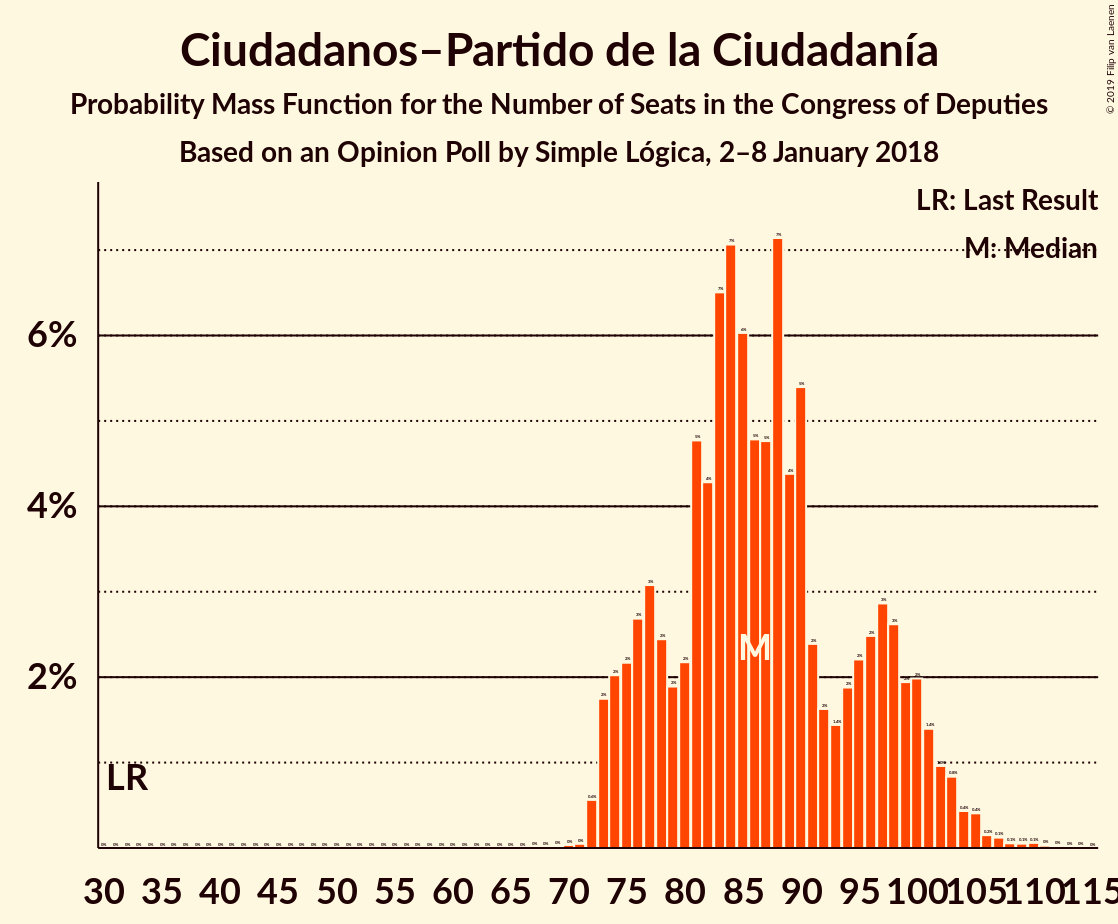 Ciudadanos–Partido de la Ciudadanía
Probability Mass Function for the Number of Seats in the Congress of Deputies
Based on an Opinion Poll by Simple Lógica, 2–8 January 2018
© 2019 Filip van Laenen
LR: Last Result
M: Median
6%
4%
2%
LR
M
30 35 40 45 50 55 60 65 70 75 80 85 90 95 100 105 110 115